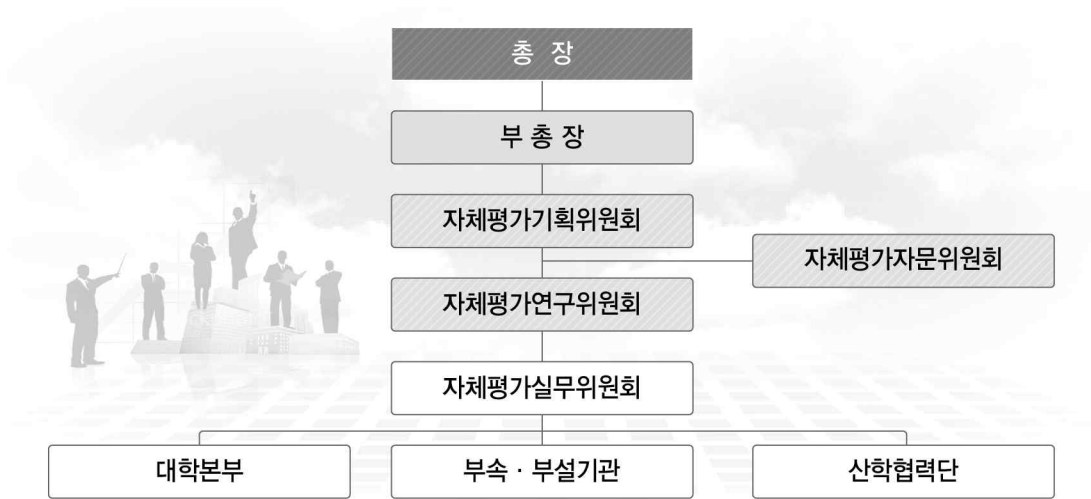 총 장
부 총 장
자체평가기획위원회
자체평가자문위원회
자체평가연구위원회
자체평가실무위원회
대학본부
부속 · 부설기관
산학협력단